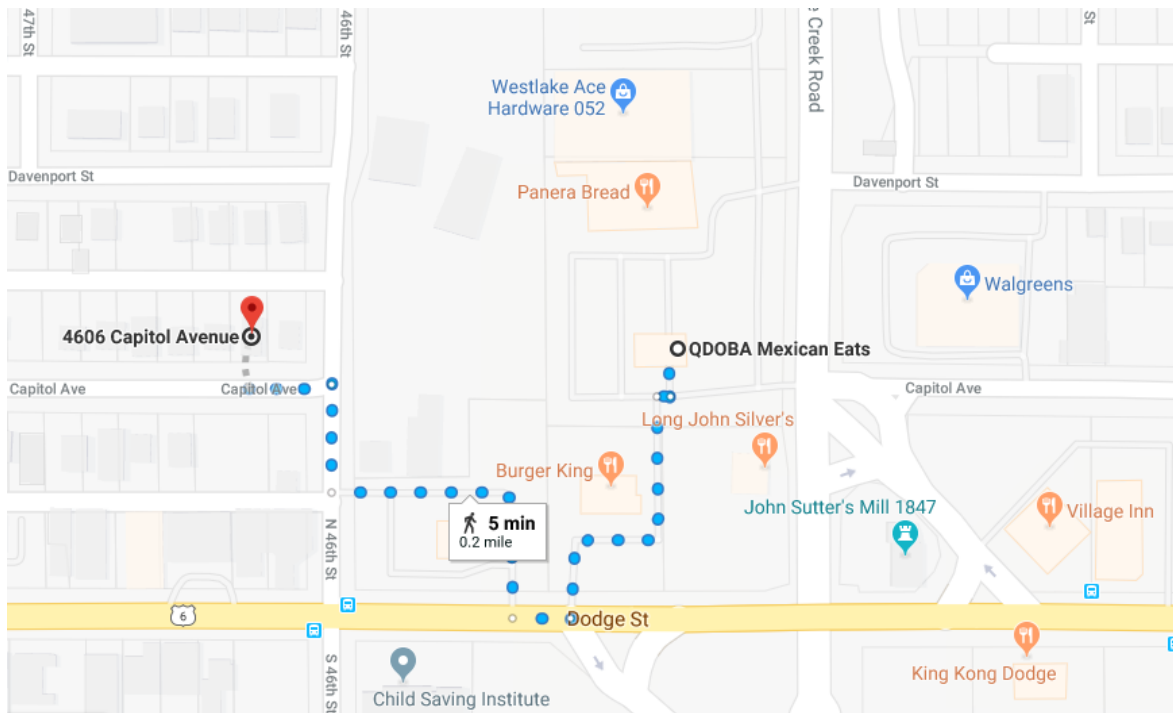 47th St
46th St
e Creek Road
St
Westlake Ace
Hardware 052
Davenport St
Panera Bread
Davenport St
Walgreens
4606 Capitol Avenue
QDOBA Mexican Eats
Capitol Ave
Capitol Ave
Capitol Ave
Long John Silver's
Burger King
John Sutter's Mill 1847
Village Inn
5 min
0.2 mile
N 46th St
6
Dodge St
S 46th St
King Kong Dodge
Child Saving Institute